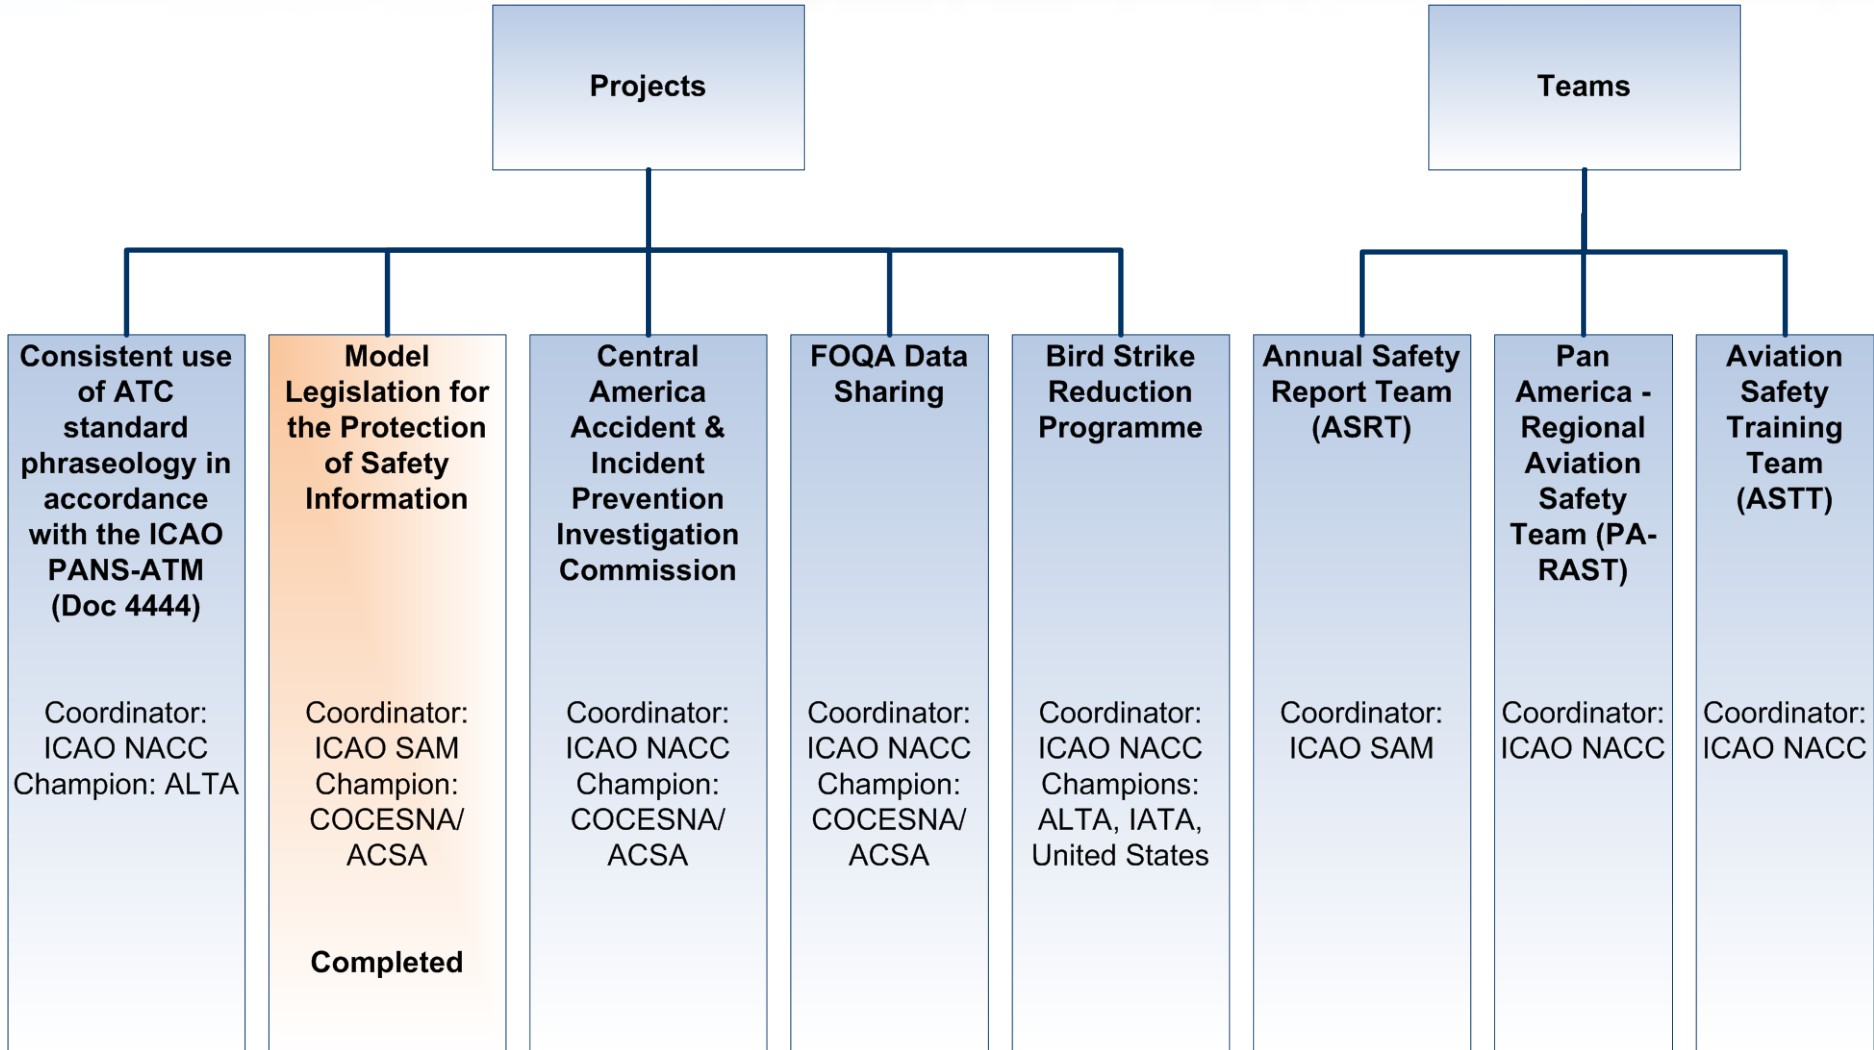 Projects
Teams
Consistent use
of ATC
standard
phraseology in
accordance
with the ICAO
PANS-ATM
(Doc 4444)
Coordinator:
ICAO NACC
Champion: ALTA
Model
Legislation for
the Protection
of Safety
Information
Coordinator:
ICAO SAM
Champion:
COCESNA/
ACSA
Completed
Central
America
Accident &
Incident
Prevention
Investigation
Commission
Coordinator:
ICAO NACC
Champion:
COCESNA/
ACSA
FOQA Data
Sharing
Coordinator:
ICAO NACC
Champion:
COCESNA/
ACSA
Bird Strike
Reduction
Programme
Coordinator:
ICAO NACC
Champions:
ALTA, IATA,
United States
Annual Safety
Report Team
(ASRT)
Coordinator:
ICAO SAM
Pan
America -
Regional
Aviation
Safety
Team (PA-
RAST)
Coordinator:
ICAO NACC
Aviation
Safety
Training
Team
(ASTT)
Coordinator:
ICAO NACC